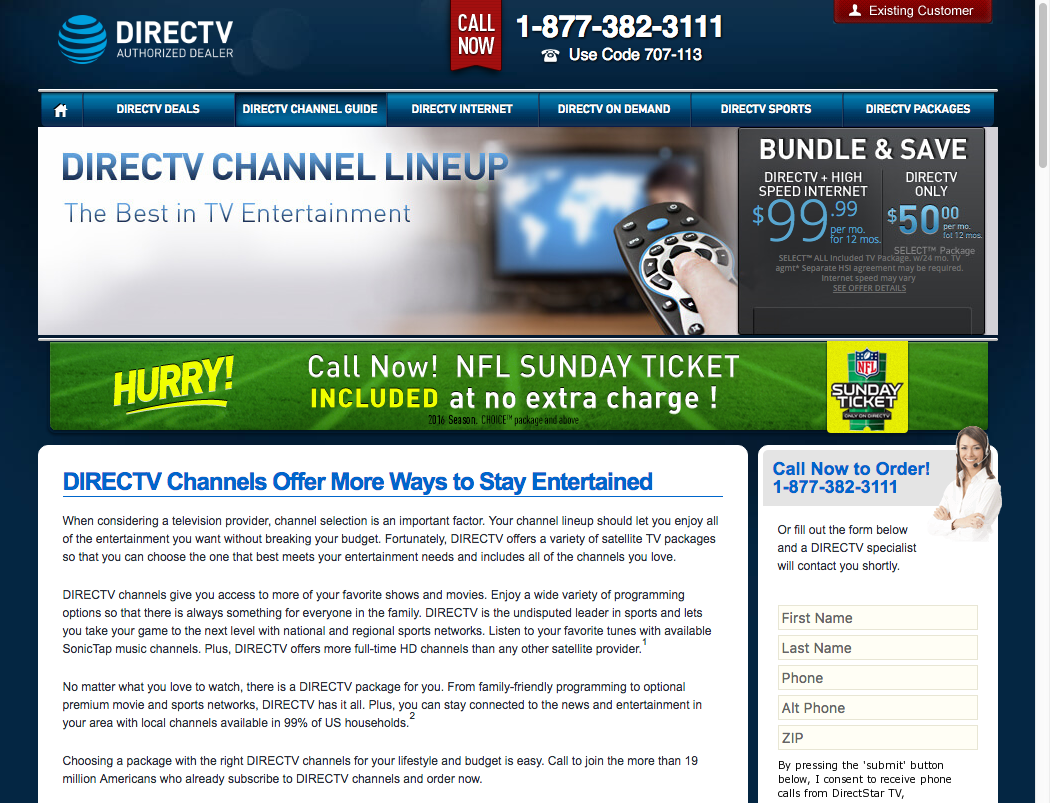 DIRECTV
AUTHORIZED DEALER
CALL
NOW
1-877-382-3111
Use Code 707-113
Existing Customer
DIRECTV DEALS
DIRECTV CHANNEL GUIDE
DIRECTV INTERNET
DIRECTV ON DEMAND
DIRECTV SPORTS
DIRECTV PACKAGES
DIRECTV CHANNEL LINEUP
The Best in TV Entertainment
BUNDLE & SAVE
DIRECTV + HIGH
SPEED INTERNET
$99.99
per mo.
for 12 mos.
DIRECTV
ONLY
$5000
per mo.
fot 12 mos.
SELECT™ Package
SELECT™ ALL Included TV Package. w/24 mo. TV
agmt* Separate HSI agreement may be required.
Internet speed may vary
SEE OFFER DETAILS
HURRY!
Call Now! NFL SUNDAY TICKET
INCLUDED at no extra charge !
2016 Season. CHOICE™ package and above
NFL
SUNDAY
TICKET
ONLY ON DIRECTV
DIRECTV Channels Offer More Ways to Stay Entertained
When considering a television provider, channel selection is an important factor. Your channel lineup should let you enjoy all
of the entertainment you want without breaking your budget. Fortunately, DIRECTV offers a variety of satellite TV packages
so that you can choose the one that best meets your entertainment needs and includes all of the channels you love.
DIRECTV channels give you access to more of your favorite shows and movies. Enjoy a wide variety of programming
options so that there is always something for everyone in the family. DIRECTV is the undisputed leader in sports and lets
you take your game to the next level with national and regional sports networks. Listen to your favorite tunes with available
SonicTap music channels. Plus, DIRECTV offers more full-time HD channels than any other satellite provider.1
No matter what you love to watch, there is a DIRECTV package for you. From family-friendly programming to optional
premium movie and sports networks, DIRECTV has it all. Plus, you can stay connected to the news and entertainment in
your area with local channels available in 99% of US households.2
Choosing a package with the right DIRECTV channels for your lifestyle and budget is easy. Call to join the more than 19
million Americans who already subscribe to DIRECTV channels and order now.
Call Now to Order!
1-877-382-3111
Or fill out the form below
and a DIRECTV specialist
will contact you shortly.
First Name
Last Name
Phone
Alt Phone
ZIP
By pressing the 'submit' button
below, I consent to receive phone
calls from DirectStar TV,